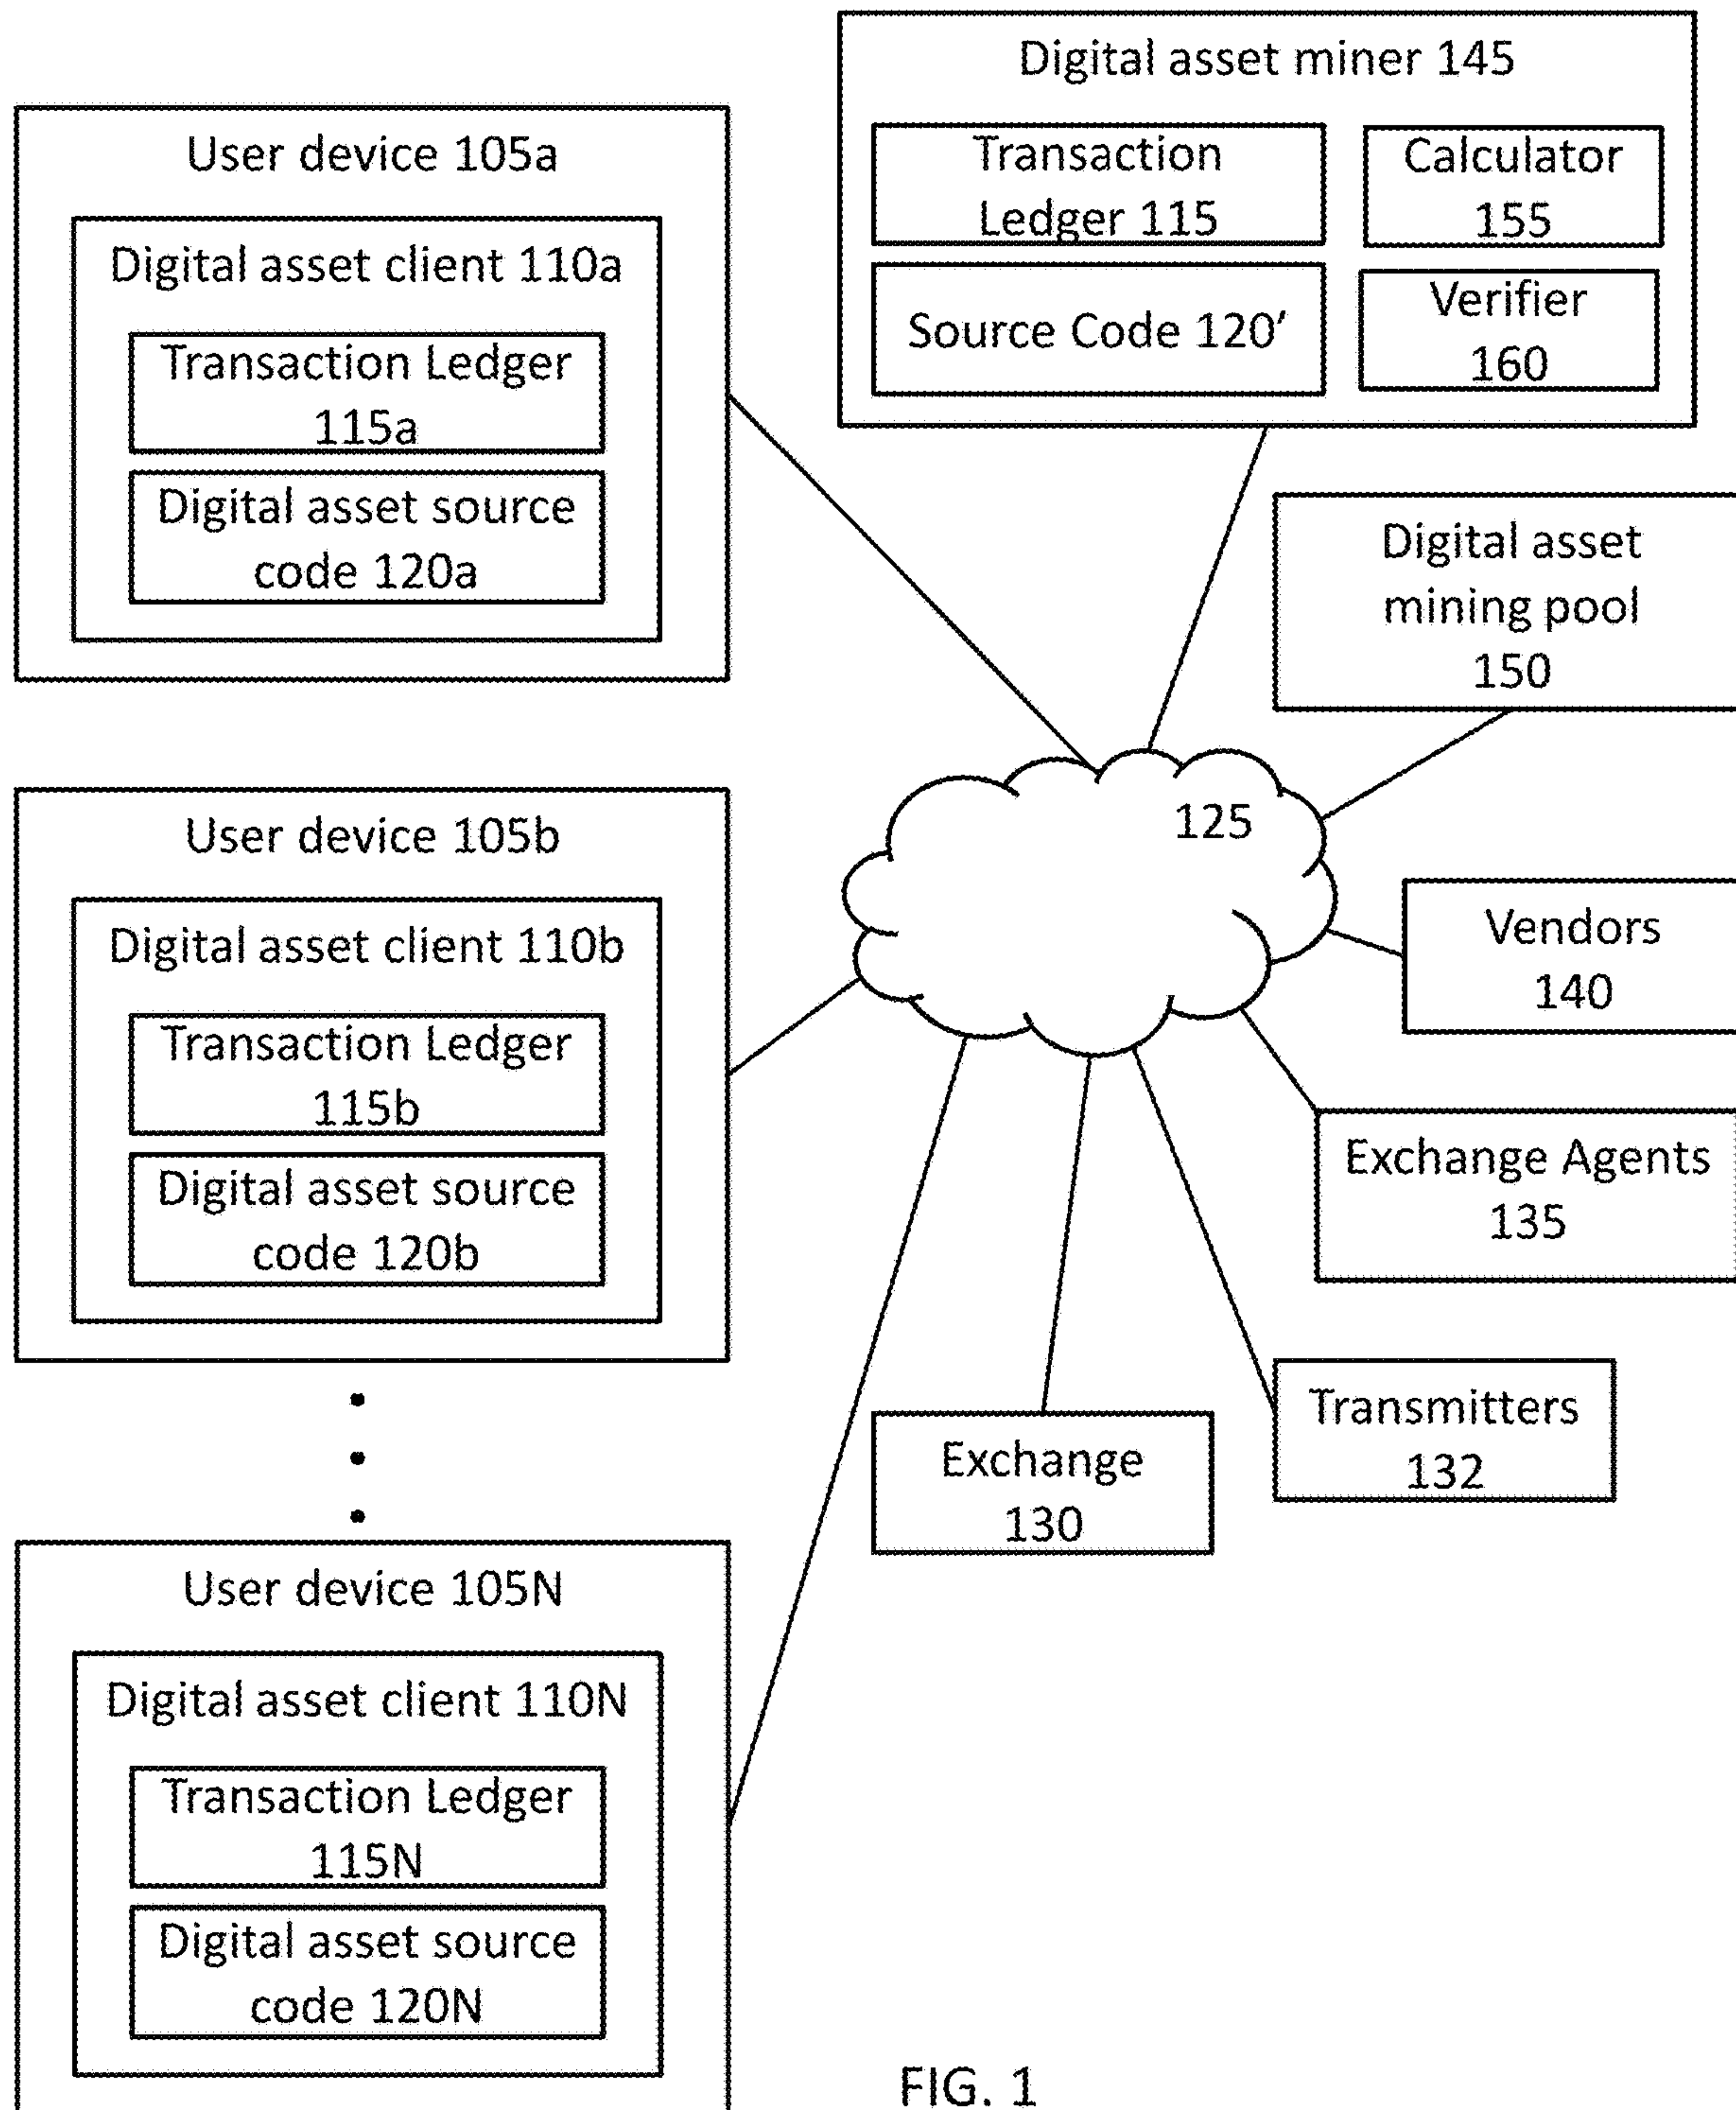 Digital asset miner 145
Transaction
Ledger 115
Calculator
155
Source Code 120'
Verifier
160
User device 105a
Digital asset client 110a
Transaction Ledger
115a
Digital asset source
code 120a
Digital asset
mining pool
150
125
User device 105b
Digital asset client 110b
Transaction Ledger
115b
Digital asset source
code 120b
Vendors
140
Exchange Agents
135
Transmitters
132
Exchange
130
User device 105N
Digital asset client 110N
Transaction Ledger
115N
Digital asset source
code 120N
FIG. 1